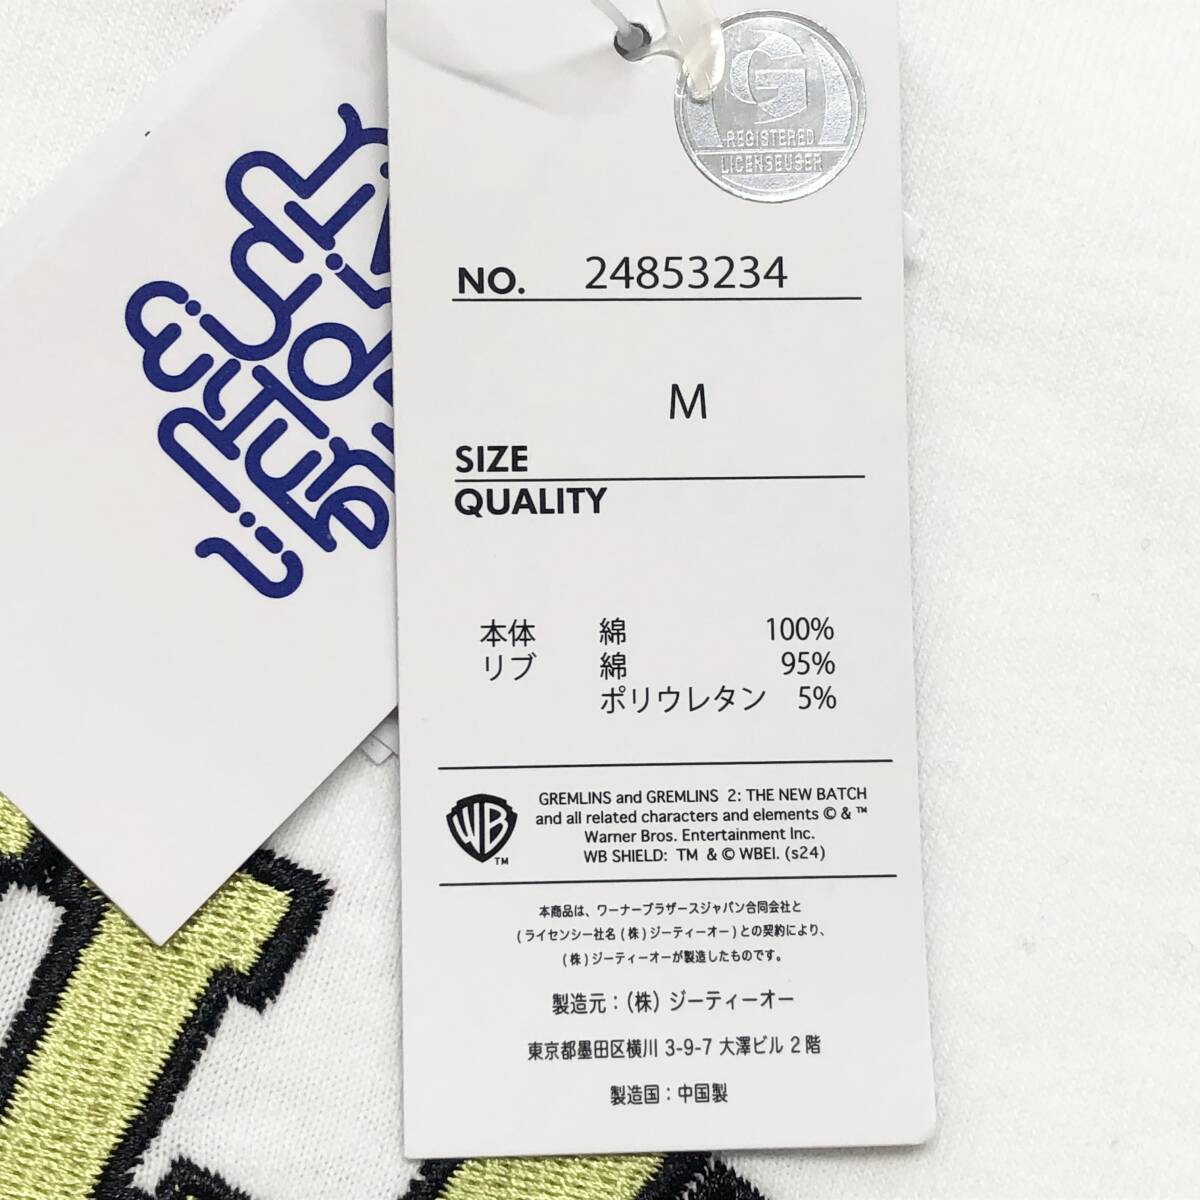 G
REGISTERED
LICENSEUSER
NO. 24853234
M
SIZE
QUALITY
本体 綿 100%
リブ 綿 95%
ポリウレタン 5%
WB
TM
GREMLINS and GREMLINS 2: THE NEW BATCH
and all related characters and elements © & ™
Warner Bros. Entertainment Inc.
WB SHIELD: TM & © WBEI. (s24)
本商品は、ワーナーブラザースジャパン合同会社と
(ライセンシー社名(株)ジーティーオー)との契約により、
(株)ジーティーオーが製造したものです。
製造元:(株)ジーティーオー
東京都墨田区横川 3-9-7 大澤ビル 2階
製造国:中国製